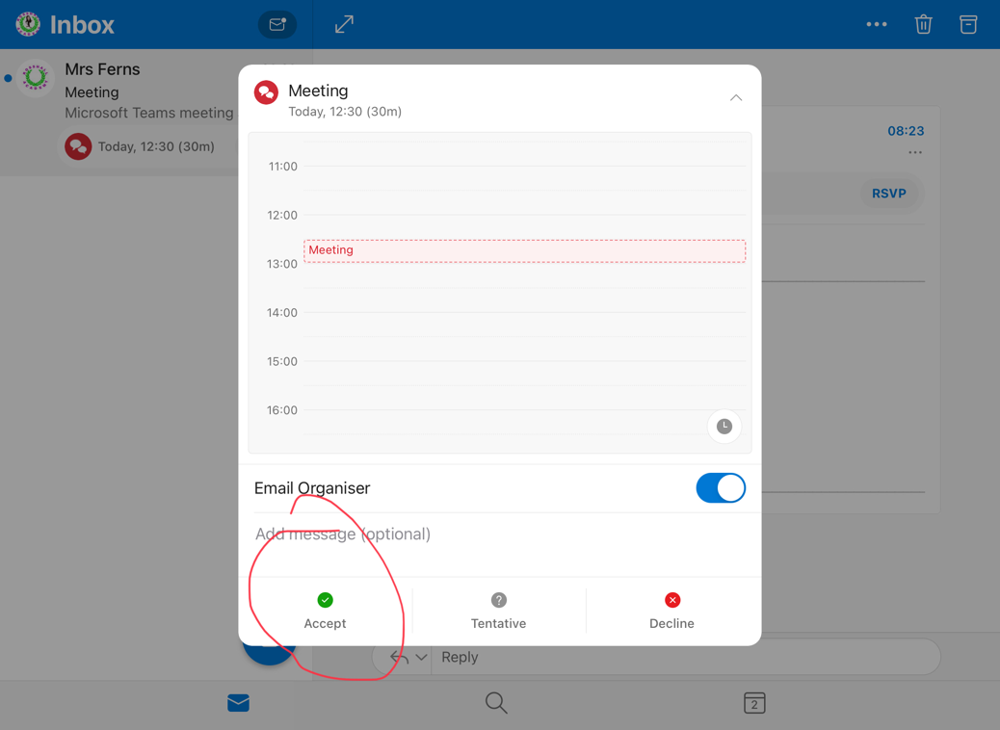 Inbox
Mrs Ferns
Meeting
Microsoft Teams meeting
Today, 12:30 (30m)
Meeting
Today, 12:30 (30m)
11:00
12:00
Meeting
13:00
14:00
15:00
16:00
Email Organiser
Add message (optional)
Accept
?
Tentative
Decline
08:23
RSVP
Reply
2